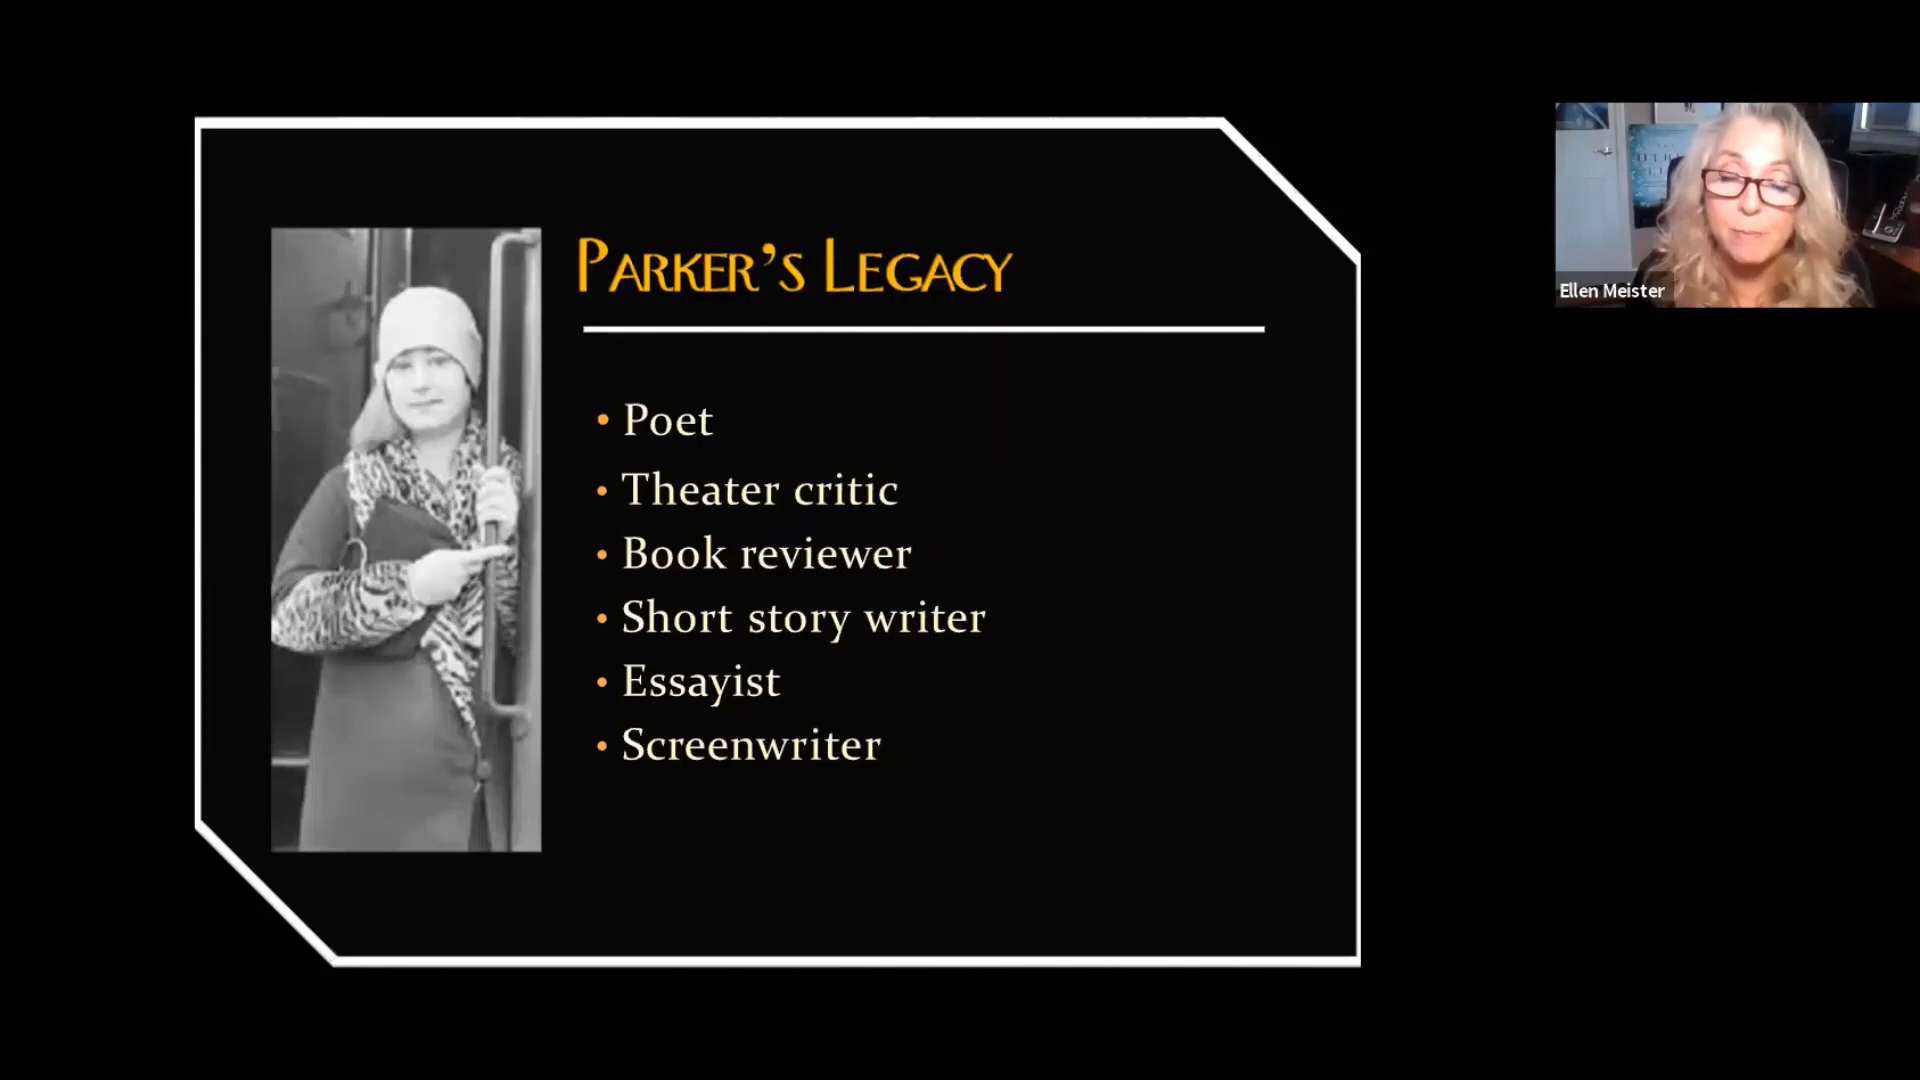 Parker's Legacy
• Poet
• Theater critic
• Book reviewer
• Short story writer
• Essayist
• Screenwriter
Ellen Meister